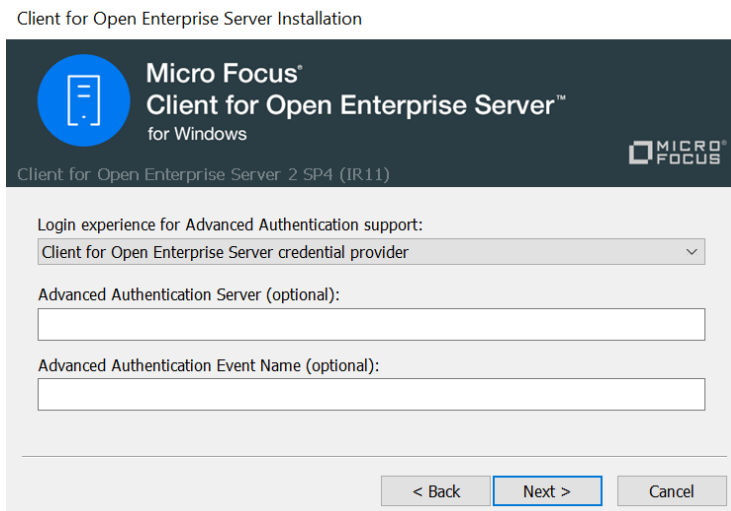 Client for Open Enterprise Server Installation
Micro Focus®
Client for Open Enterprise Server™
for Windows
MICRO
FOCUS®
Client for Open Enterprise Server 2 SP4 (IR11)
Login experience for Advanced Authentication support:
Client for Open Enterprise Server credential provider
Advanced Authentication Server (optional):
Advanced Authentication Event Name (optional):
< Back
Next >
Cancel